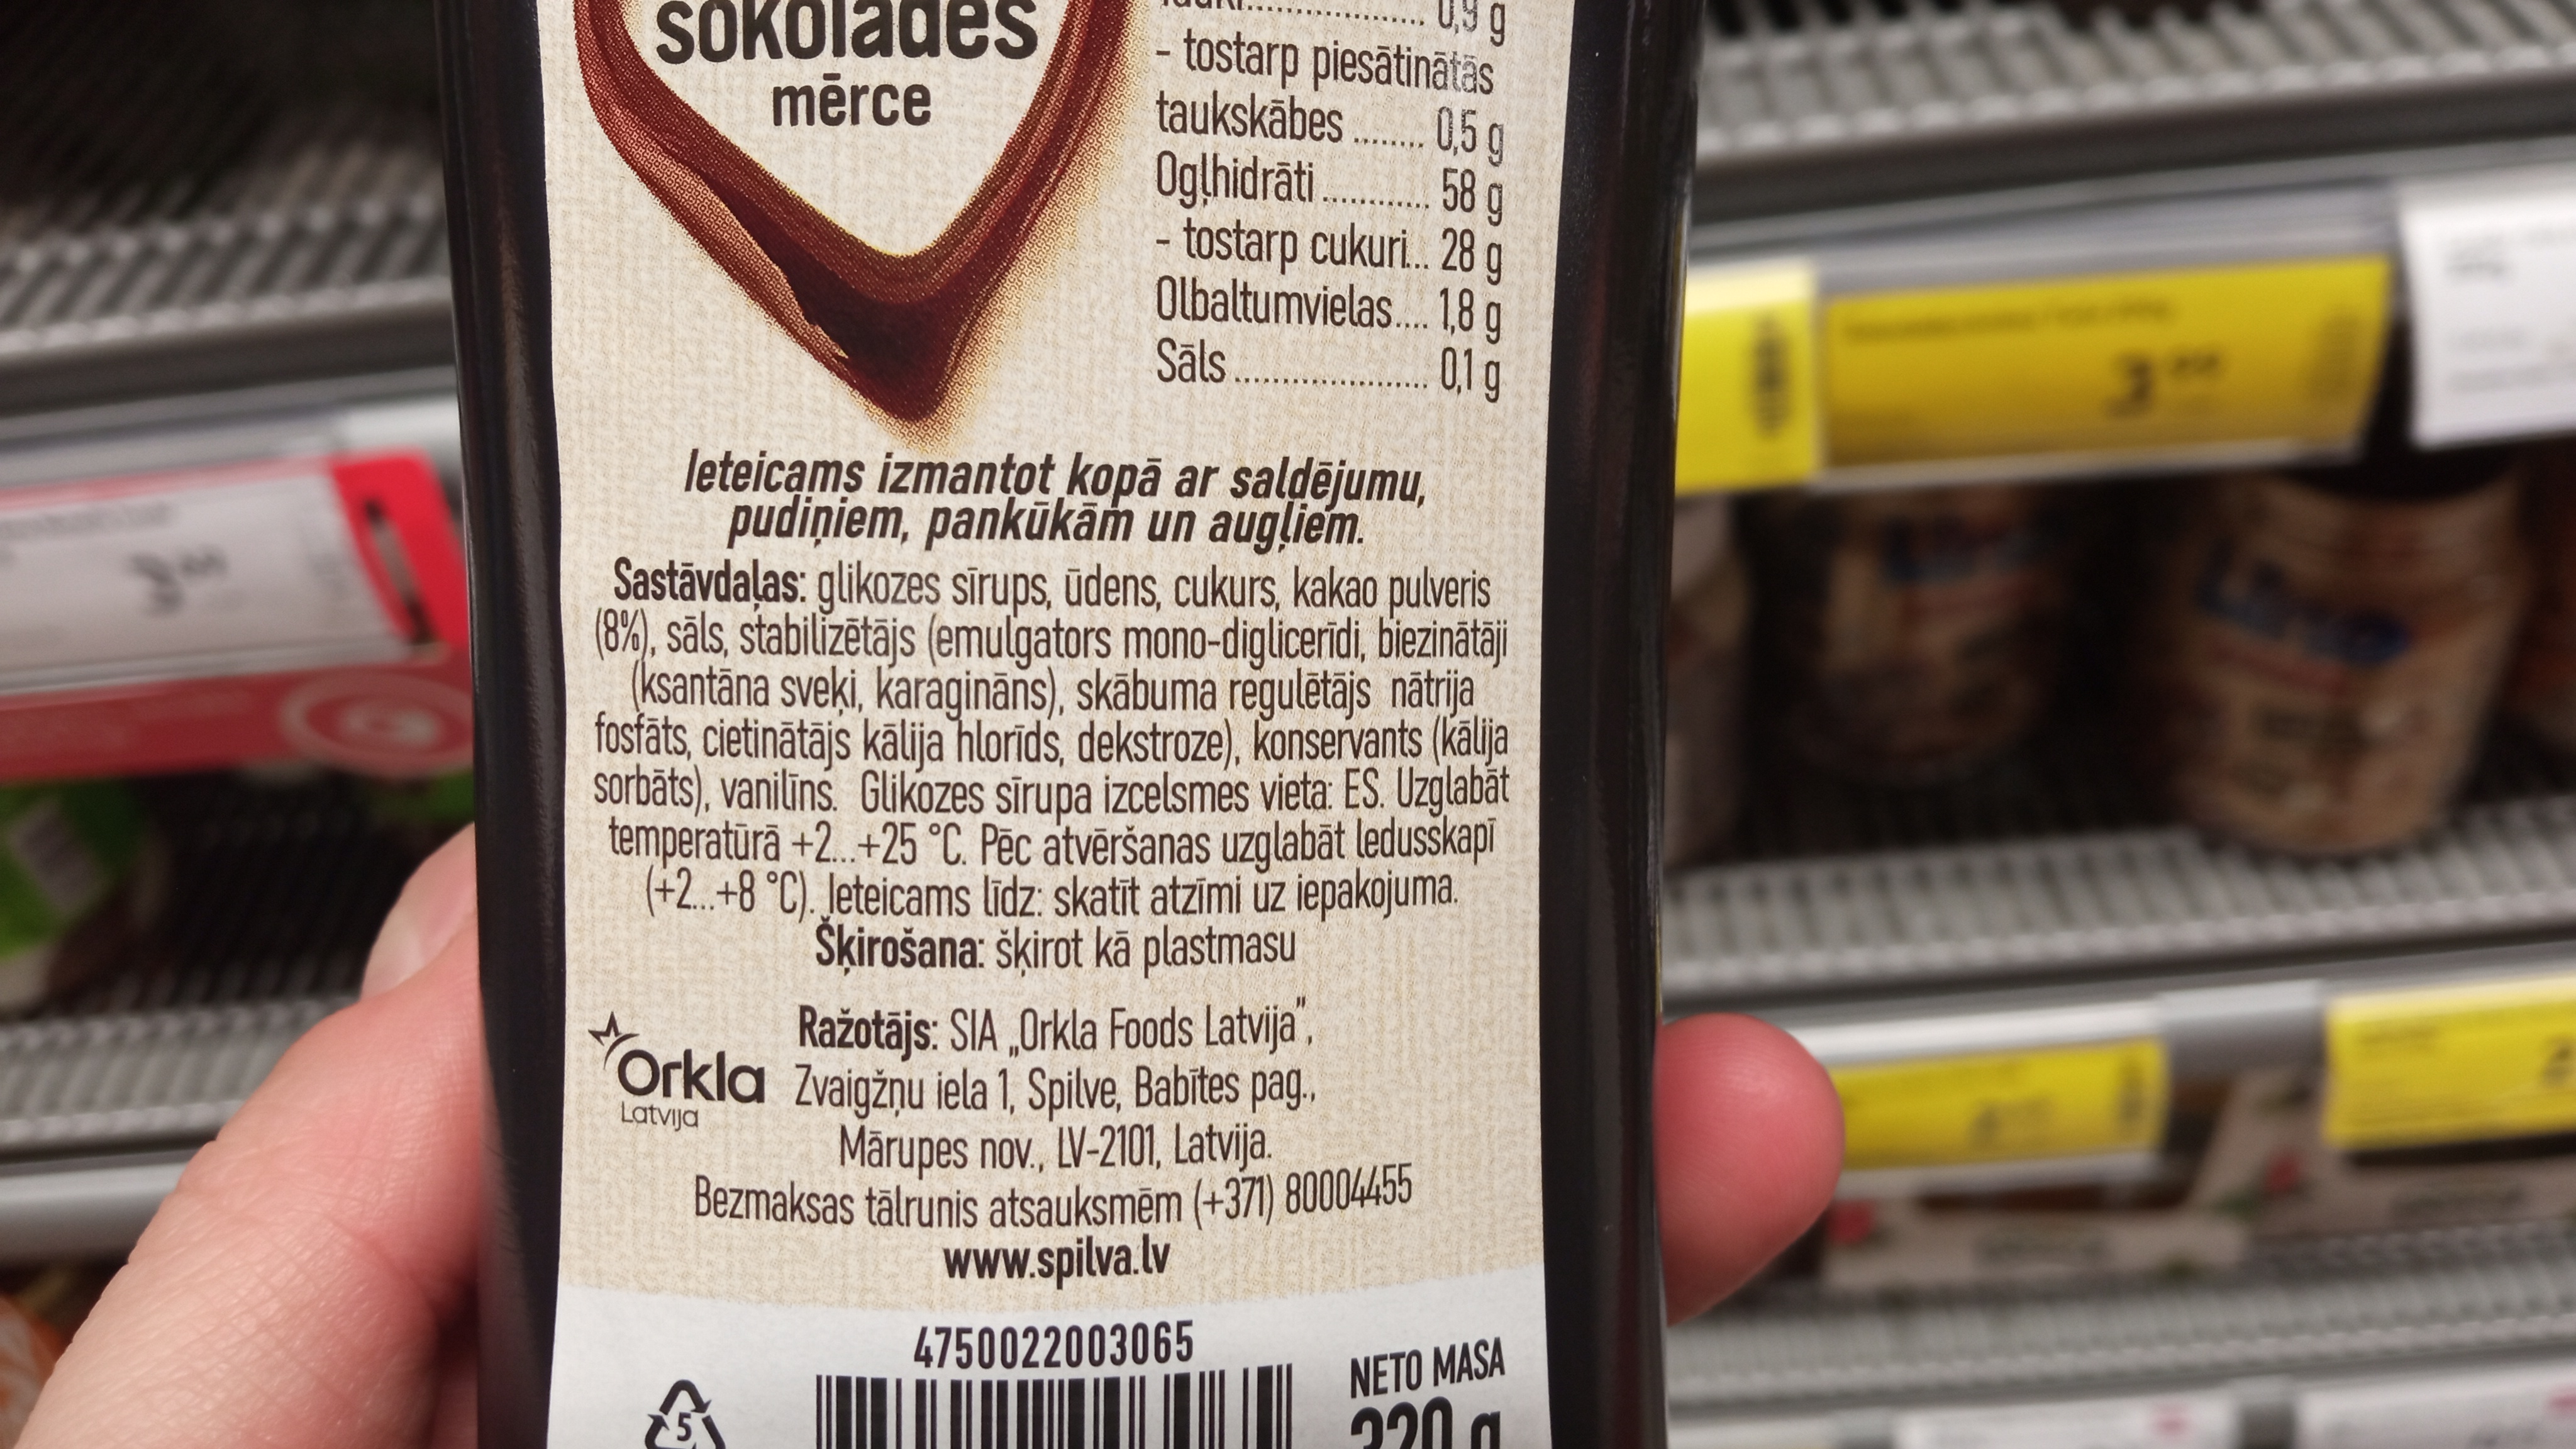 šokolādes
mērce
0,9 g
- tostarp piesātinātās
taukskābes ........ 0,5 g
Ogļhidrāti ............ 58 g
- tostarp cukuri... 28 g
Olbaltumvielas.... 1,8 g
Sāls ...................... 0,1 g
Ieteicams izmantot kopā ar saldējumu,
pudiņiem, pankūkām un augļiem.
Sastāvdaļas: glikozes sīrups, ūdens, cukurs, kakao pulveris
(8%), sāls, stabilizētājs (emulgators mono-diglicerīdi, biezinātāji
(ksantāna sveķi, karagināns), skābuma regulētājs nātrija
fosfāts, cietinātājs kālija hlorīds, dekstroze), konservants (kālija
sorbāts), vanilīns. Glikozes sīrupa izcelsmes vieta: ES. Uzglabāt
temperatūrā +2...+25 °C. Pēc atvēršanas uzglabāt ledusskapī
(+2...+8 °C). Ieteicams līdz: skatīt atzīmi uz iepakojuma.
Šķirošana: šķirot kā plastmasu
Orkla
Latvija
Ražotājs: SIA „Orkla Foods Latvija",
Zvaigžņu iela 1, Spilve, Babītes pag.,
Mārupes nov., LV-2101, Latvija.
Bezmaksas tālrunis atsauksmēm (+371) 80004455
www.spilva.lv
4750022003065
5
NETO MASA
320 g